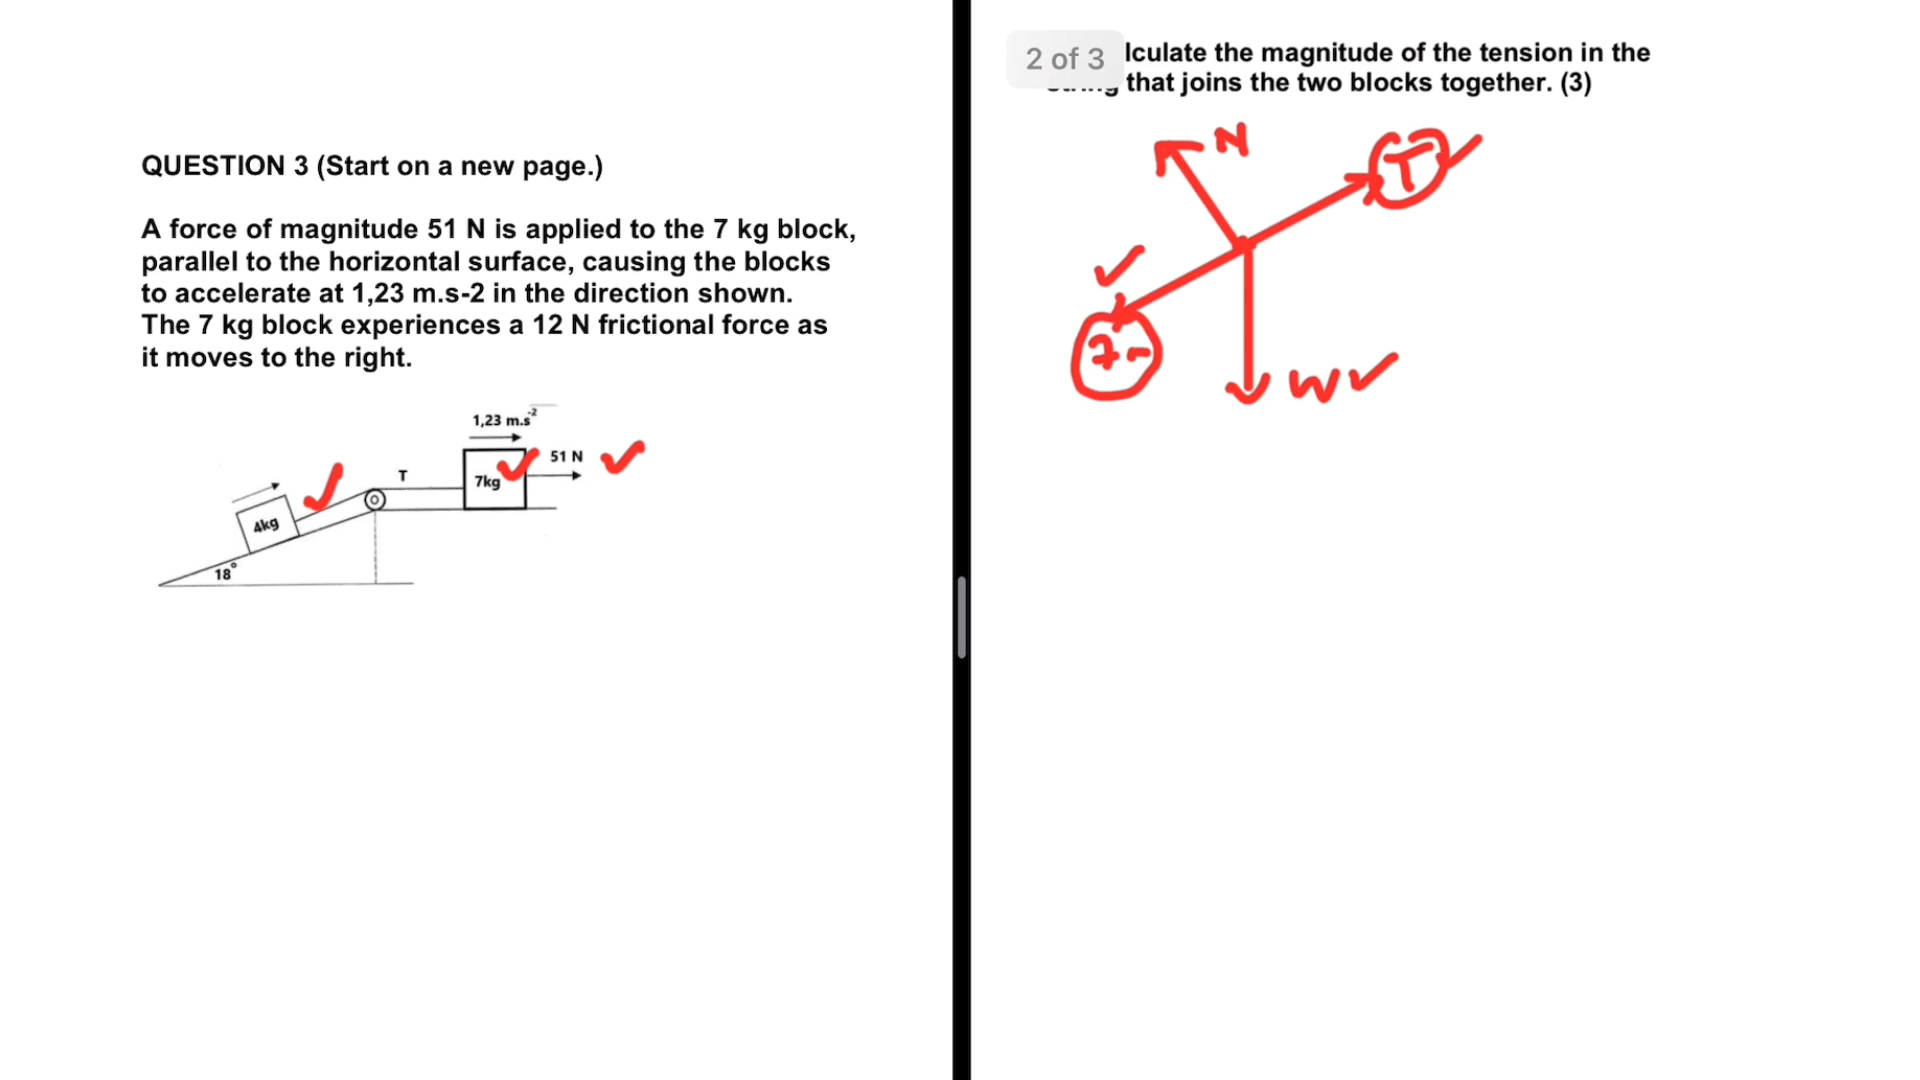 QUESTION 3 (Start on a new page.)
A force of magnitude 51 N is applied to the 7 kg block,
parallel to the horizontal surface, causing the blocks
to accelerate at 1,23 m.s-2 in the direction shown.
The 7 kg block experiences a 12 N frictional force as
it moves to the right.
1,23 m.s-2
51 N
T
7kg
4kg
18°
2 of 3
lculate the magnitude of the tension in the
that joins the two blocks together. (3)
N
T
W